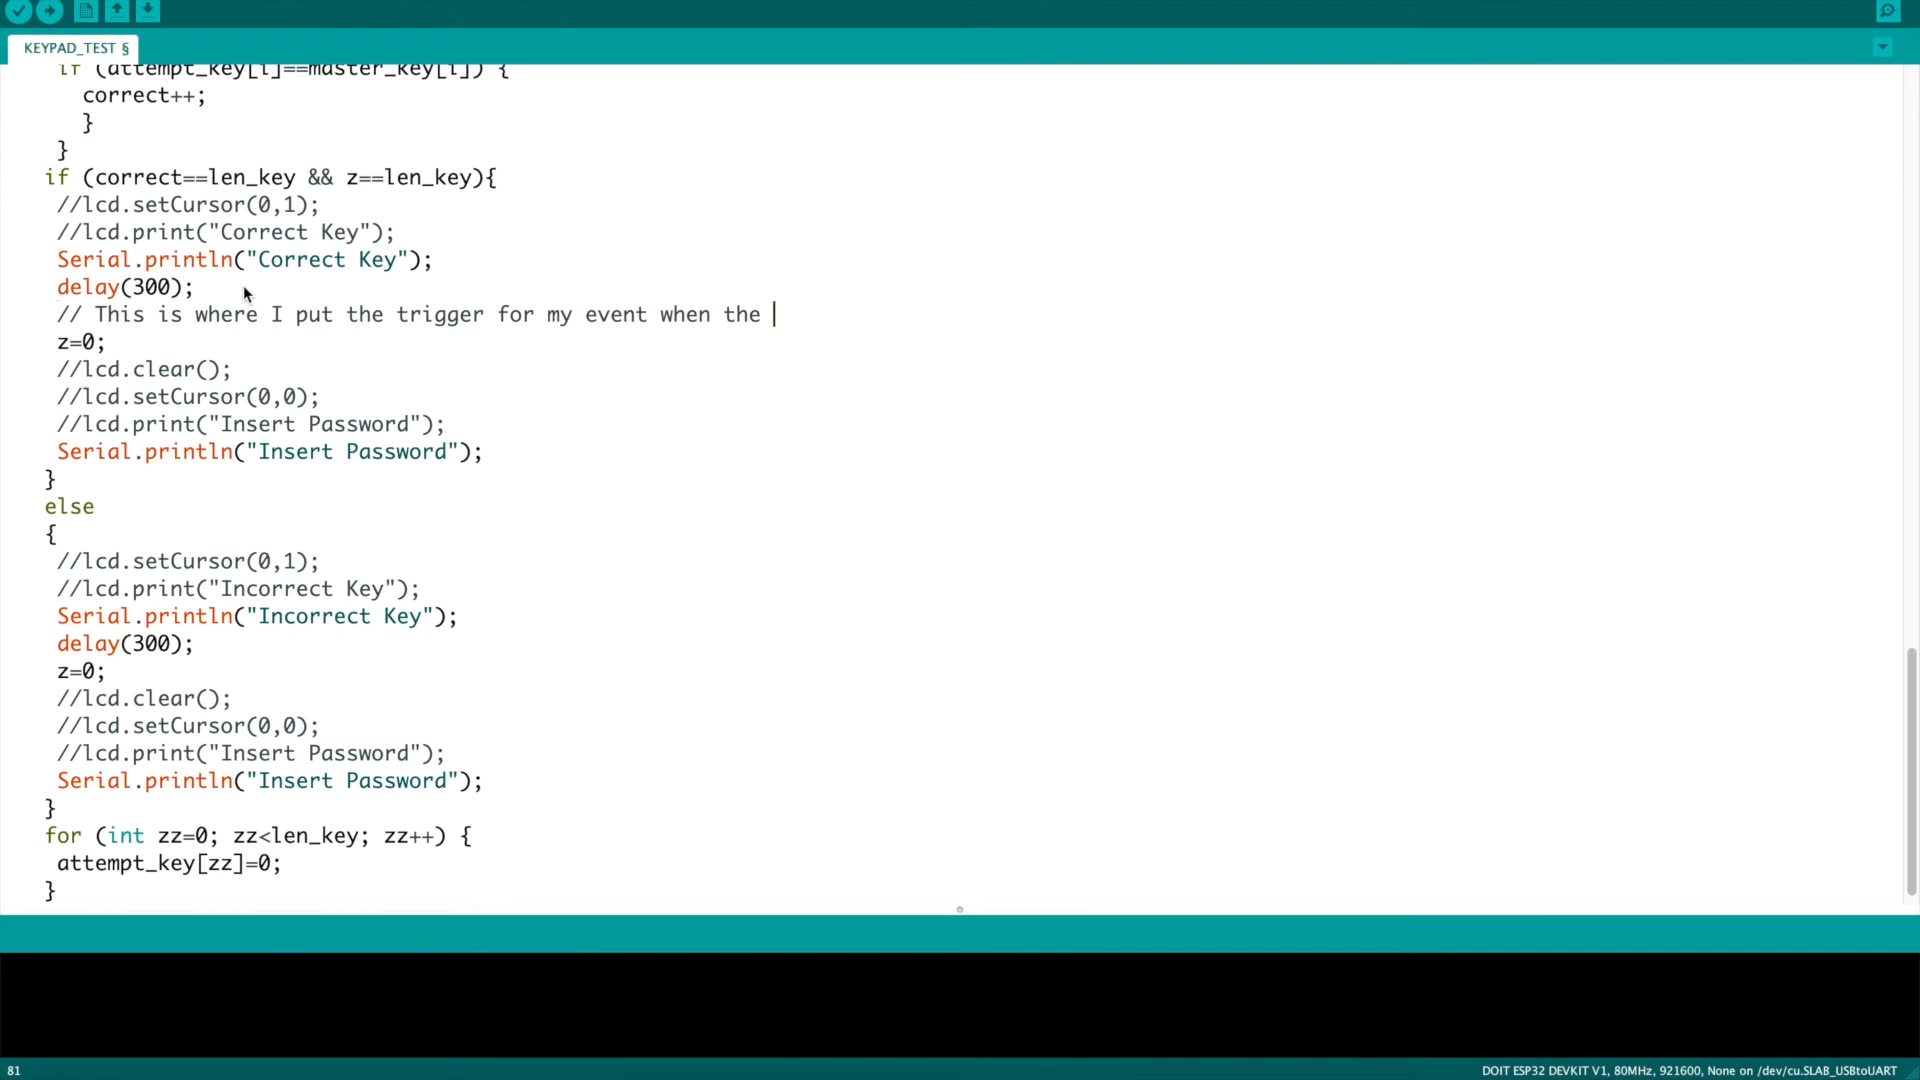 KEYPAD_TEST §
if (attempt_key[i]==master_key[i]) {
correct++;
}
}
if (correct==len_key && z==len_key){
//lcd.setCursor(0,1);
//lcd.print("Correct Key");
Serial.println("Correct Key");
delay(300);
// This is where I put the trigger for my event when the
z=0;
//lcd.clear();
//lcd.setCursor(0,0);
//lcd.print("Insert Password");
Serial.println("Insert Password");
}
else
{
//lcd.setCursor(0,1);
//lcd.print("Incorrect Key");
Serial.println("Incorrect Key");
delay(300);
z=0;
//lcd.clear();
//lcd.setCursor(0,0);
//lcd.print("Insert Password");
Serial.println("Insert Password");
}
for (int zz=0; zz<len_key; zz++) {
attempt_key[zz]=0;
}
81
DOIT ESP32 DEVKIT V1, 80MHz, 921600, None on /dev/cu.SLAB_USBtoUART